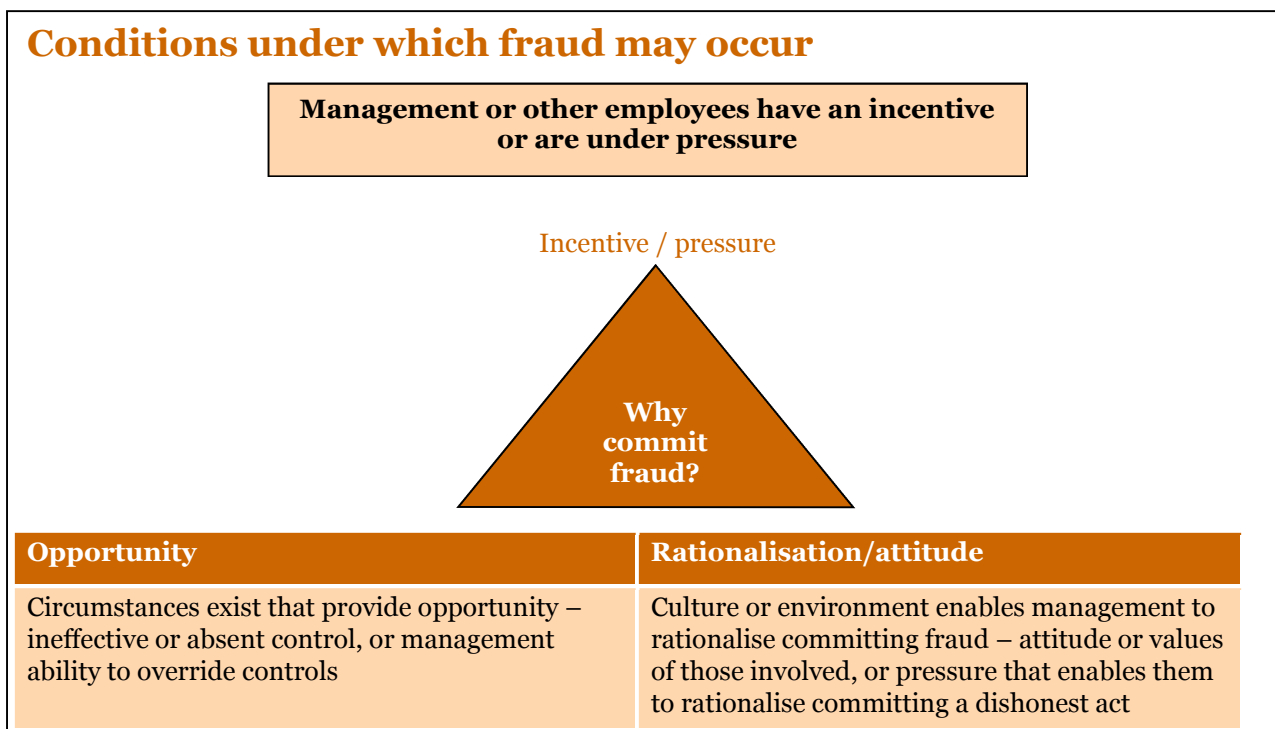 Conditions under which fraud may occur
Management or other employees have an incentive
or are under pressure
Incentive / pressure
Why
commit
fraud?
Opportunity
Rationalisation/attitude
Circumstances exist that provide opportunity –
ineffective or absent control, or management
ability to override controls
Culture or environment enables management to
rationalise committing fraud – attitude or values
of those involved, or pressure that enables them
to rationalise committing a dishonest act